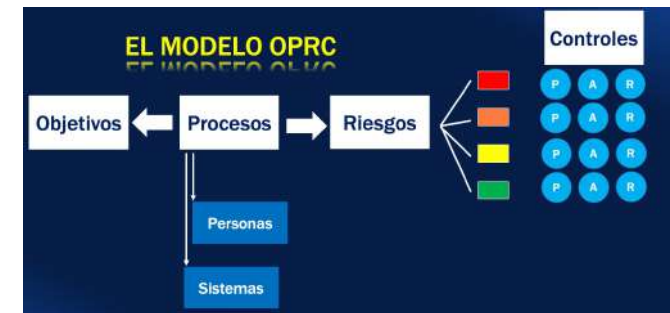 EL MODELO OPRC
Controles
Objetivos
Procesos
Riesgos
P A R
P A R
P A R
P A R
Personas
Sistemas